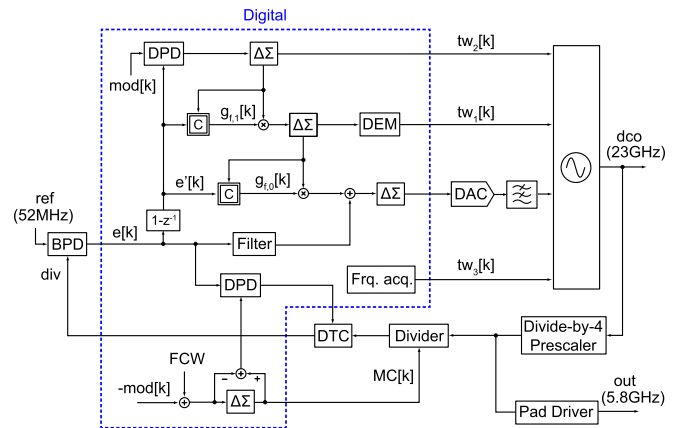 Digital
DPD
ΔΣ
tw₂[k]
mod[k]
C
g_f,1[k]
ΔΣ
DEM
tw₁[k]
dco
(23GHz)
ref
(52MHz)
e'[k]
C
g_f,0[k]
ΔΣ
DAC
1-z⁻¹
BPD
e[k]
Filter
div
DPD
Frq. acq.
tw₃[k]
DTC
Divider
Divide-by-4
Prescaler
FCW
MC[k]
-mod[k]
− +
ΔΣ
Pad Driver
out
(5.8GHz)